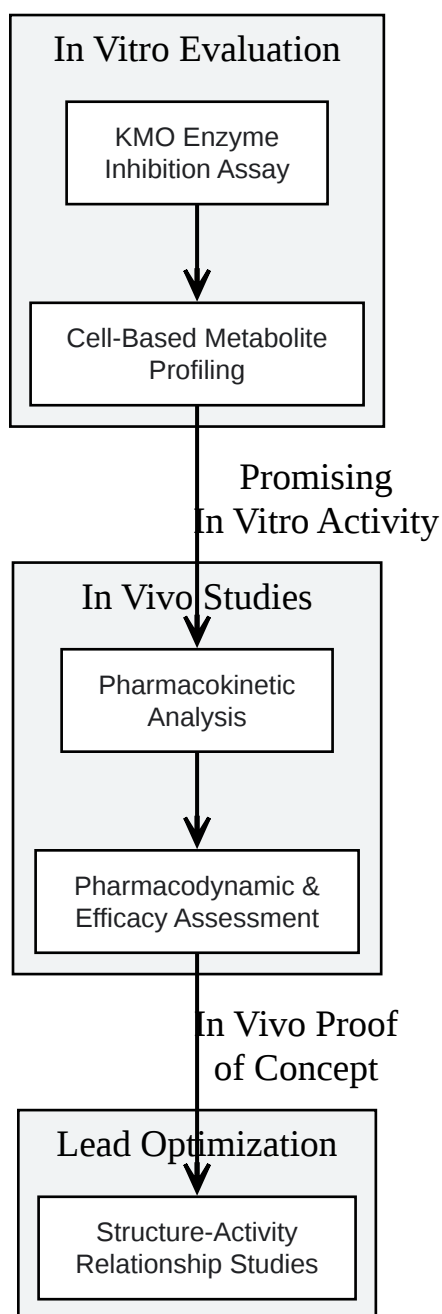 In Vitro Evaluation
KMO Enzyme
Inhibition Assay
Cell-Based Metabolite
Profiling
Promising
In Vitro Activity
In Vivo Studies
Pharmacokinetic
Analysis
Pharmacodynamic &
Efficacy Assessment
In Vivo Proof
of Concept
Lead Optimization
Structure-Activity
Relationship Studies